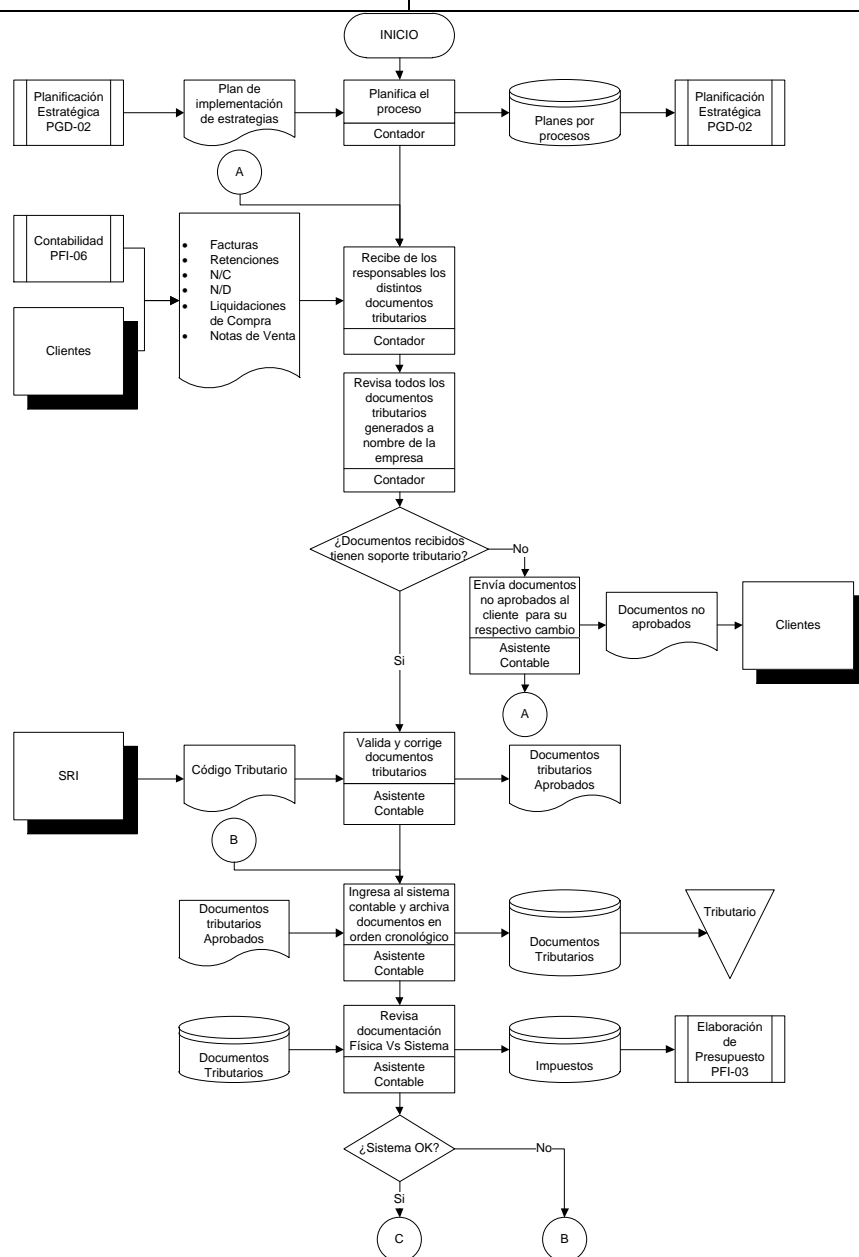 INICIO
Planificación
Estratégica
PGD-02
Plan de
implementación
de estrategias
Planifica el
proceso
Contador
Planes por
procesos
Planificación
Estratégica
PGD-02
A
Contabilidad
PFI-06
Clientes
• Facturas
• Retenciones
• N/C
• N/D
• Liquidaciones
de Compra
• Notas de Venta
Recibe de los
responsables los
distintos
documentos
tributarios
Contador
Revisa todos los
documentos
tributarios
generados a
nombre de la
empresa
Contador
¿Documentos recibidos
tienen soporte tributario?
No
Envía documentos
no aprobados al
cliente para su
respectivo cambio
Asistente
Contable
Documentos no
aprobados
Clientes
A
Si
SRI
Código Tributario
Valida y corrige
documentos
tributarios
Asistente
Contable
Documentos
tributarios
Aprobados
B
Documentos
tributarios
Aprobados
Ingresa al sistema
contable y archiva
documentos en
orden cronológico
Asistente
Contable
Documentos
Tributarios
Tributario
Documentos
Tributarios
Revisa
documentación
Física Vs Sistema
Asistente
Contable
Impuestos
Elaboración
de
Presupuesto
PFI-03
¿Sistema OK?
No
Si
C
B